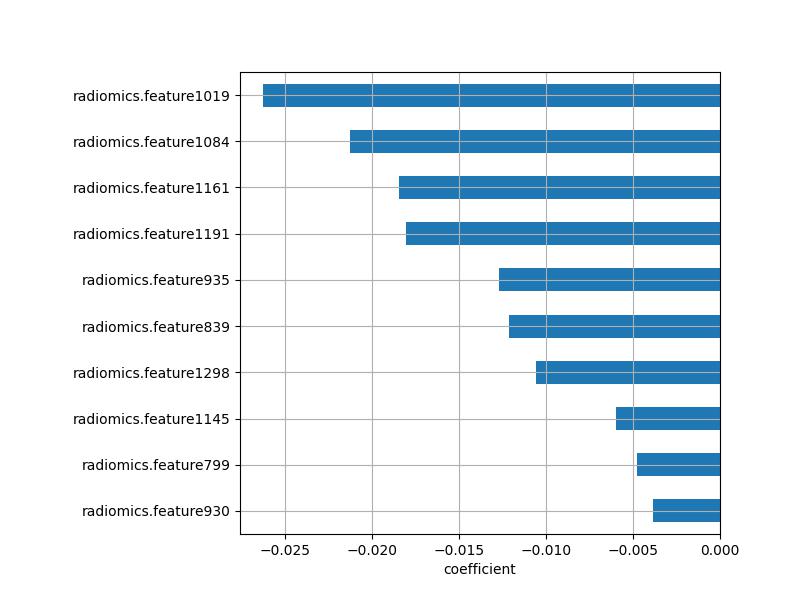 radiomics.feature1019
radiomics.feature1084
radiomics.feature1161
radiomics.feature1191
radiomics.feature935
radiomics.feature839
radiomics.feature1298
radiomics.feature1145
radiomics.feature799
radiomics.feature930
−0.025 −0.020 −0.015 −0.010 −0.005 0.000
coefficient